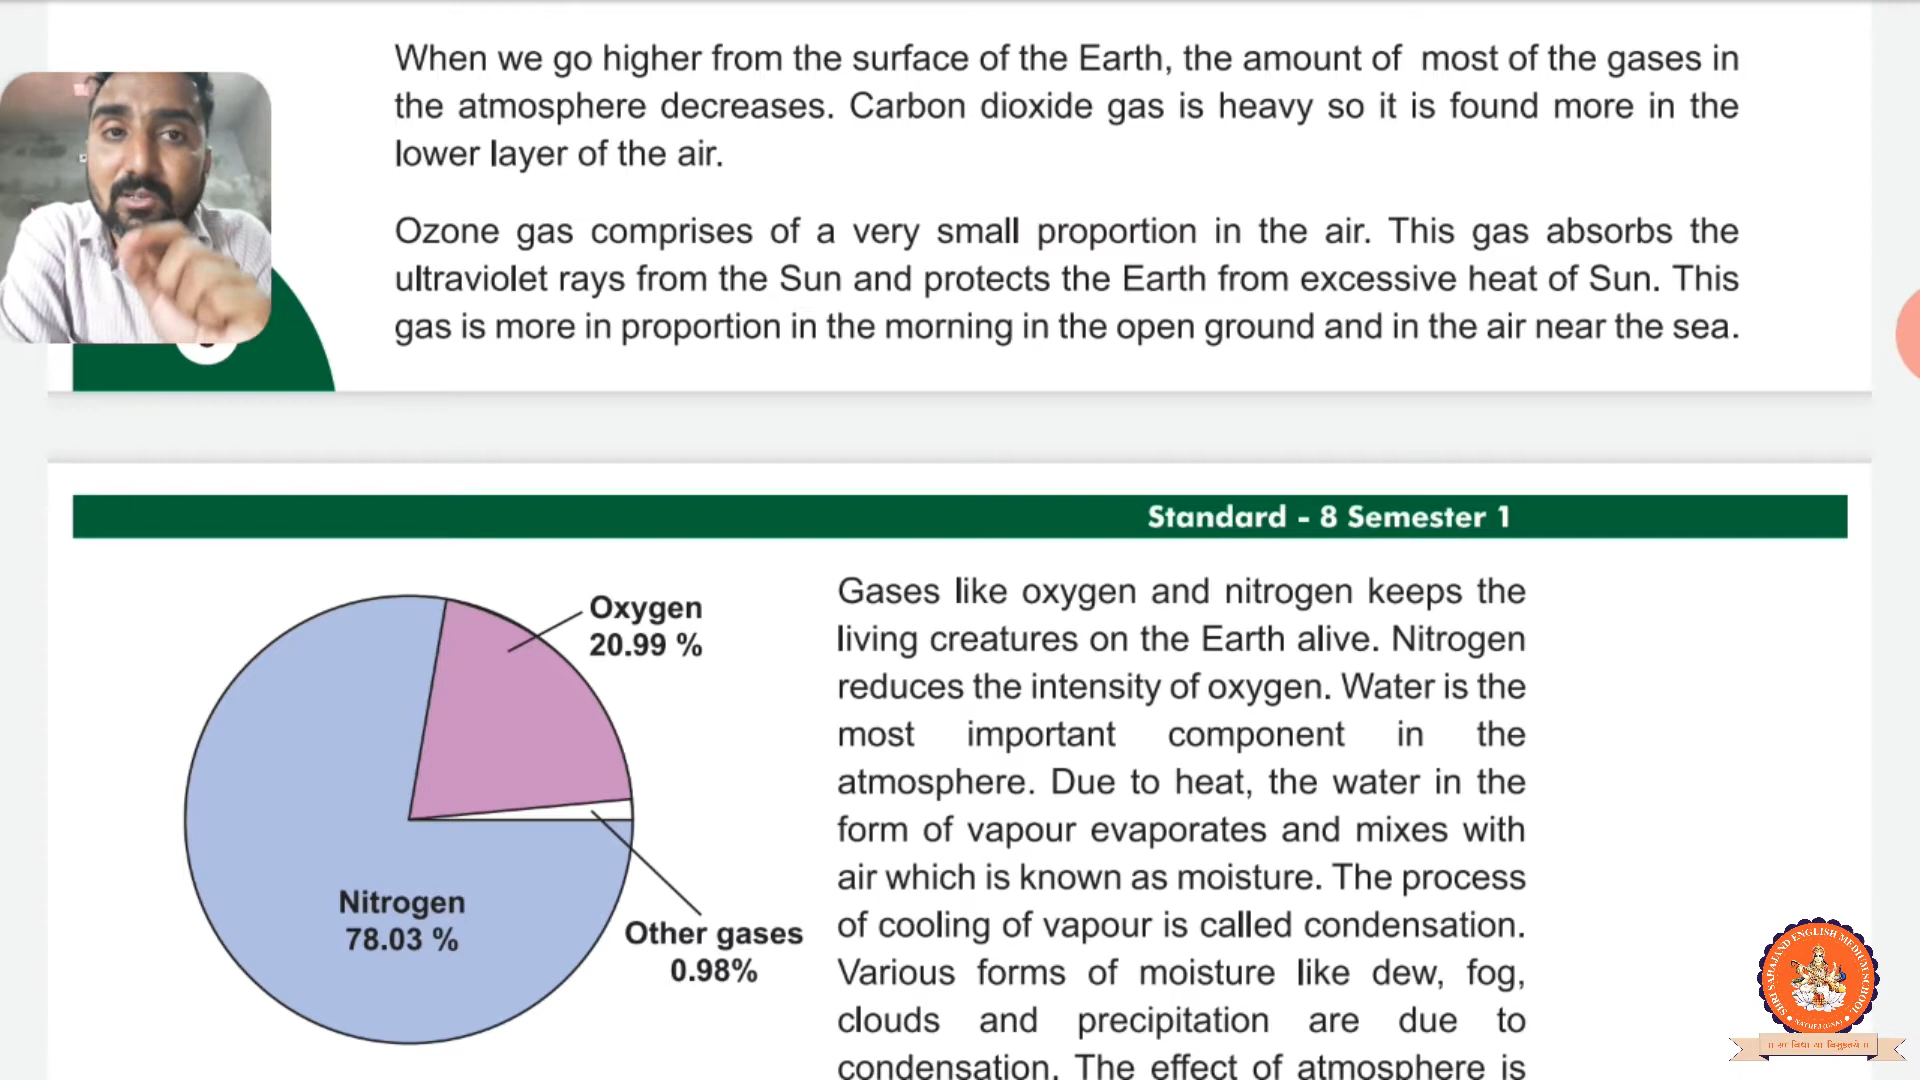 When we go higher from the surface of the Earth, the amount of most of the gases in
the atmosphere decreases. Carbon dioxide gas is heavy so it is found more in the
lower layer of the air.
Ozone gas comprises of a very small proportion in the air. This gas absorbs the
ultraviolet rays from the Sun and protects the Earth from excessive heat of Sun. This
gas is more in proportion in the morning in the open ground and in the air near the sea.
Standard - 8 Semester 1
Oxygen
20.99 %
Nitrogen
78.03 %
Other gases
0.98%
Gases like oxygen and nitrogen keeps the
living creatures on the Earth alive. Nitrogen
reduces the intensity of oxygen. Water is the
most important component in the
atmosphere. Due to heat, the water in the
form of vapour evaporates and mixes with
air which is known as moisture. The process
of cooling of vapour is called condensation.
Various forms of moisture like dew, fog,
clouds and precipitation are due to
condensation. The effect of atmosphere is
SHRI SAHAJANAND ENGLISH MEDIUM SCHOOL
॥ सा विद्या या विमुक्तये ॥